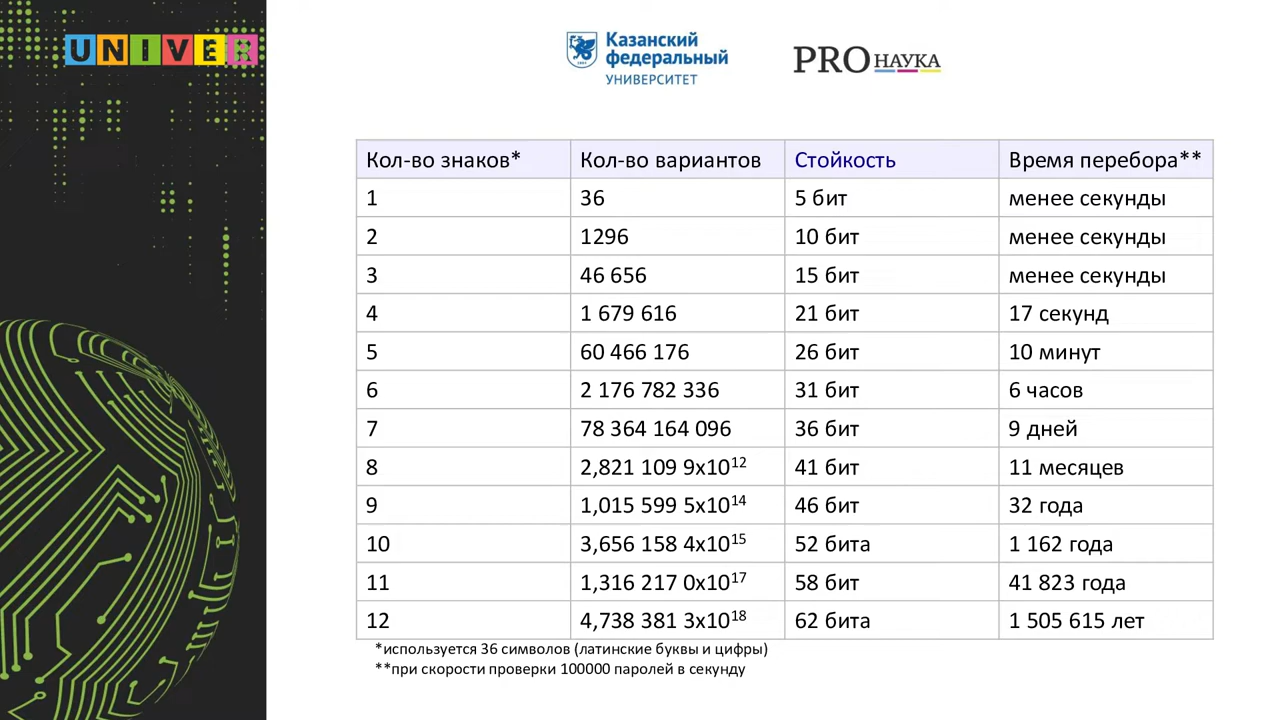 UNIVER
Казанский
федеральный
УНИВЕРСИТЕТ
PRO НАУКА
Кол-во знаков* Кол-во вариантов Стойкость Время перебора**
1 36 5 бит менее секунды
2 1296 10 бит менее секунды
3 46 656 15 бит менее секунды
4 1 679 616 21 бит 17 секунд
5 60 466 176 26 бит 10 минут
6 2 176 782 336 31 бит 6 часов
7 78 364 164 096 36 бит 9 дней
8 2,821 109 9x10¹² 41 бит 11 месяцев
9 1,015 599 5x10¹⁴ 46 бит 32 года
10 3,656 158 4x10¹⁵ 52 бита 1 162 года
11 1,316 217 0x10¹⁷ 58 бит 41 823 года
12 4,738 381 3x10¹⁸ 62 бита 1 505 615 лет
*используется 36 символов (латинские буквы и цифры)
**при скорости проверки 100000 паролей в секунду